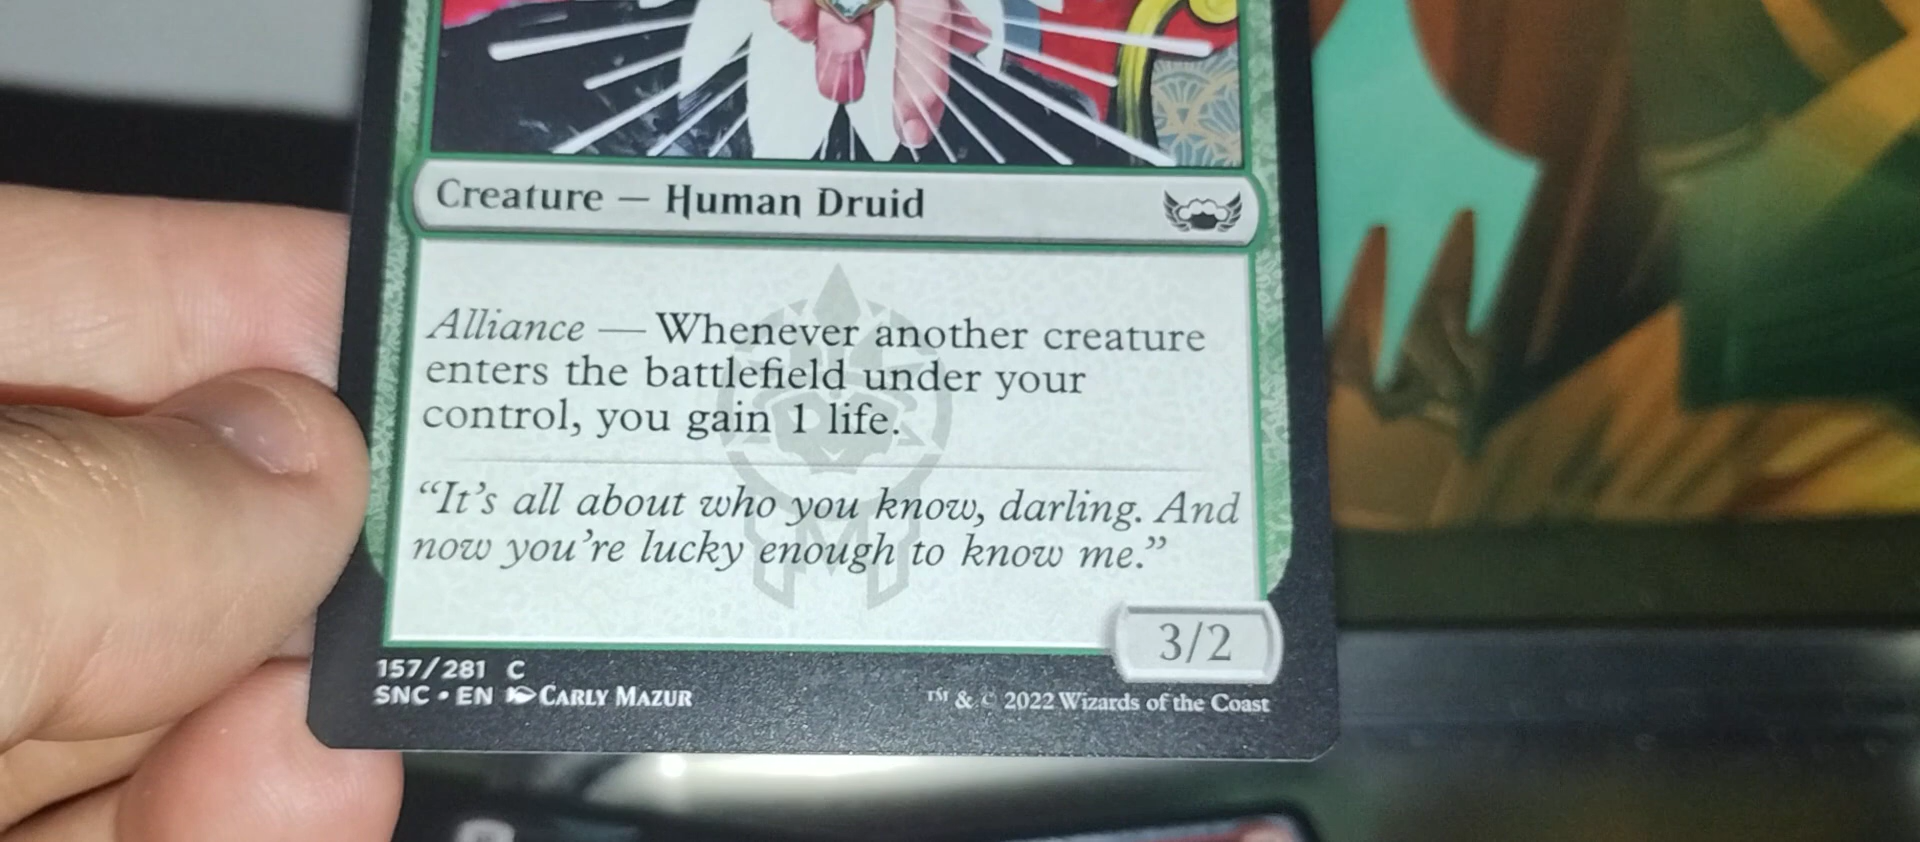 Creature — Human Druid
Alliance — Whenever another creature
enters the battlefield under your
control, you gain 1 life.
“It’s all about who you know, darling. And
now you’re lucky enough to know me.”
3/2
157/281 C
SNC • EN Carly Mazur
™ & © 2022 Wizards of the Coast